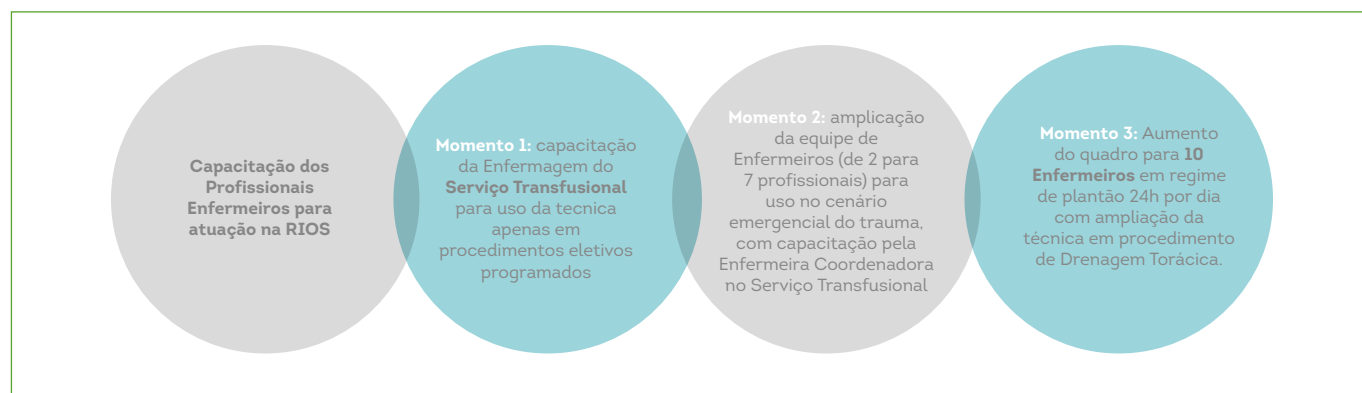 Capacitação dos
Profissionais
Enfermeiros para
atuação na RIOS
Momento 1: capacitação
da Enfermagem do
Serviço Transfusional
para uso da tecnica
apenas em
procedimentos eletivos
programados
Momento 2: amplicação
da equipe de
Enfermeiros (de 2 para
7 profissionais) para
uso no cenário
emergencial do trauma,
com capacitação pela
Enfermeira Coordenadora
no Serviço Transfusional
Momento 3: Aumento
do quadro para 10
Enfermeiros em regime
de plantão 24h por dia
com ampliação da
técnica em procedimento
de Drenagem Torácica.